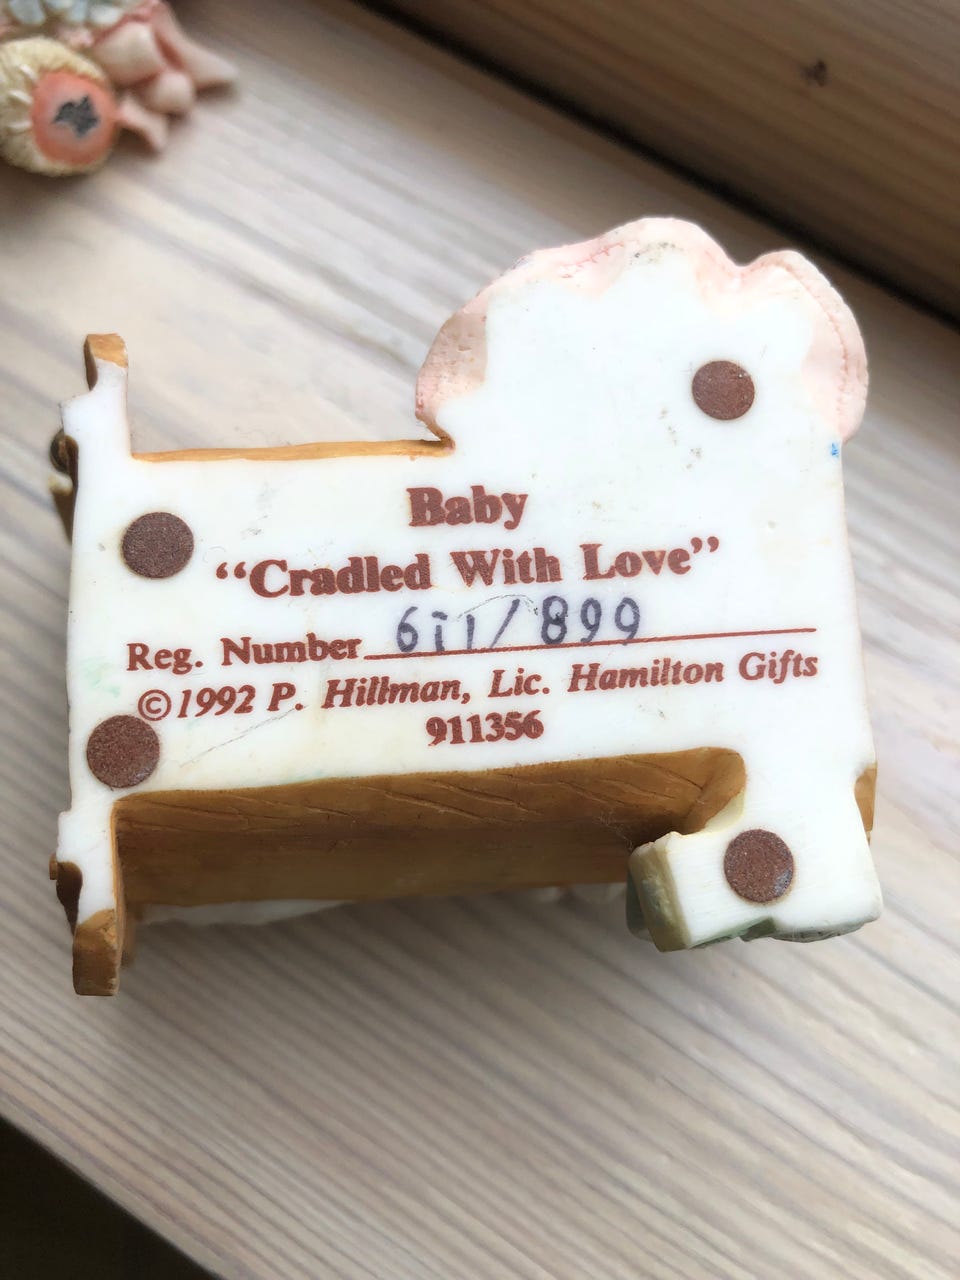 Baby
“Cradled With Love”
Reg. Number 611/899
©1992 P. Hillman, Lic. Hamilton Gifts
911356